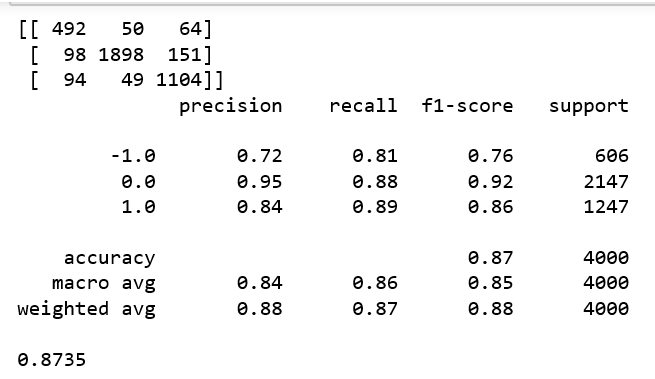 [[ 492   50   64]
 [  98 1898  151]
 [  94   49 1104]]
              precision    recall  f1-score   support

        -1.0       0.72      0.81      0.76       606
         0.0       0.95      0.88      0.92      2147
         1.0       0.84      0.89      0.86      1247

    accuracy                           0.87      4000
   macro avg       0.84      0.86      0.85      4000
weighted avg       0.88      0.87      0.88      4000

0.8735